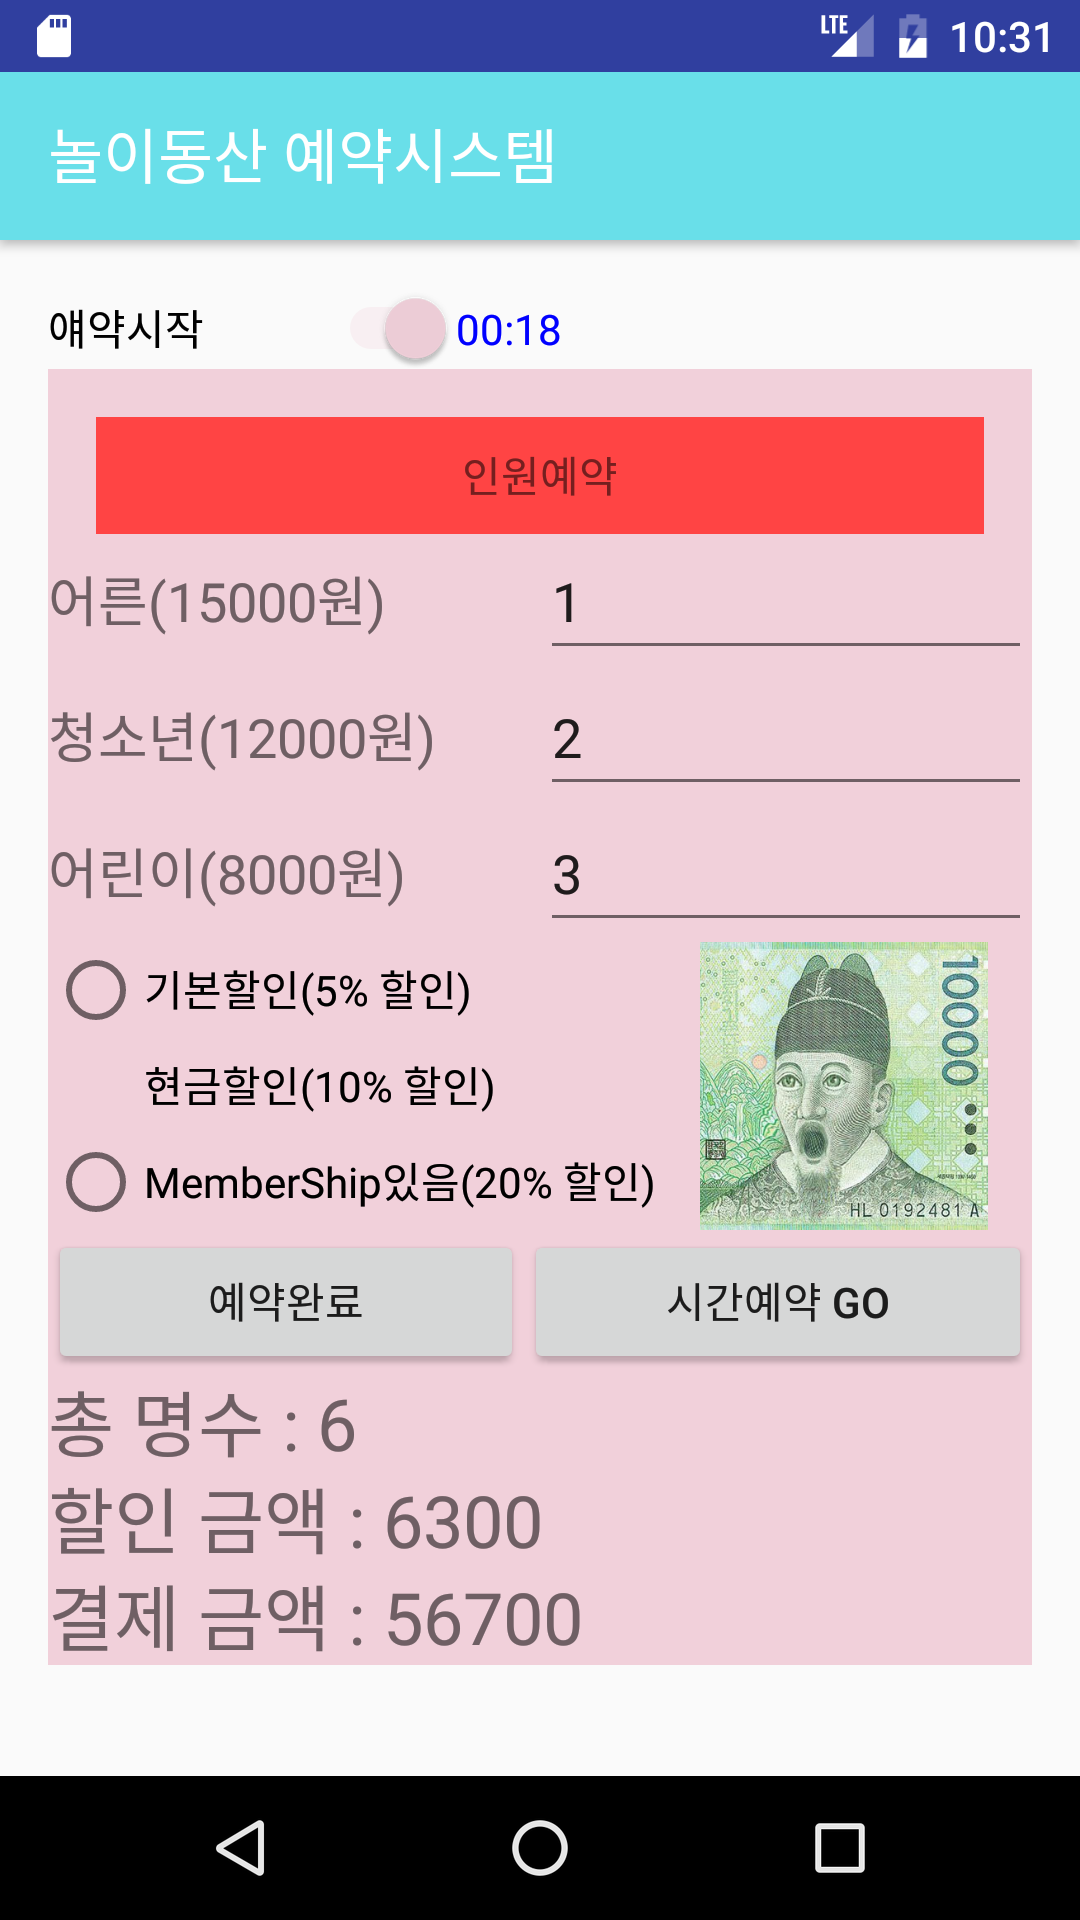 LTE 10:31
놀이동산 예약시스템
얘약시작 00:18
인원예약
어른(15000원) 1
청소년(12000원) 2
어린이(8000원) 3
기본할인(5% 할인)
현금할인(10% 할인)
MemberShip있음(20% 할인)
10000
HL 0192481 A
예약완료 시간예약 GO
총 명수 : 6
할인 금액 : 6300
결제 금액 : 56700